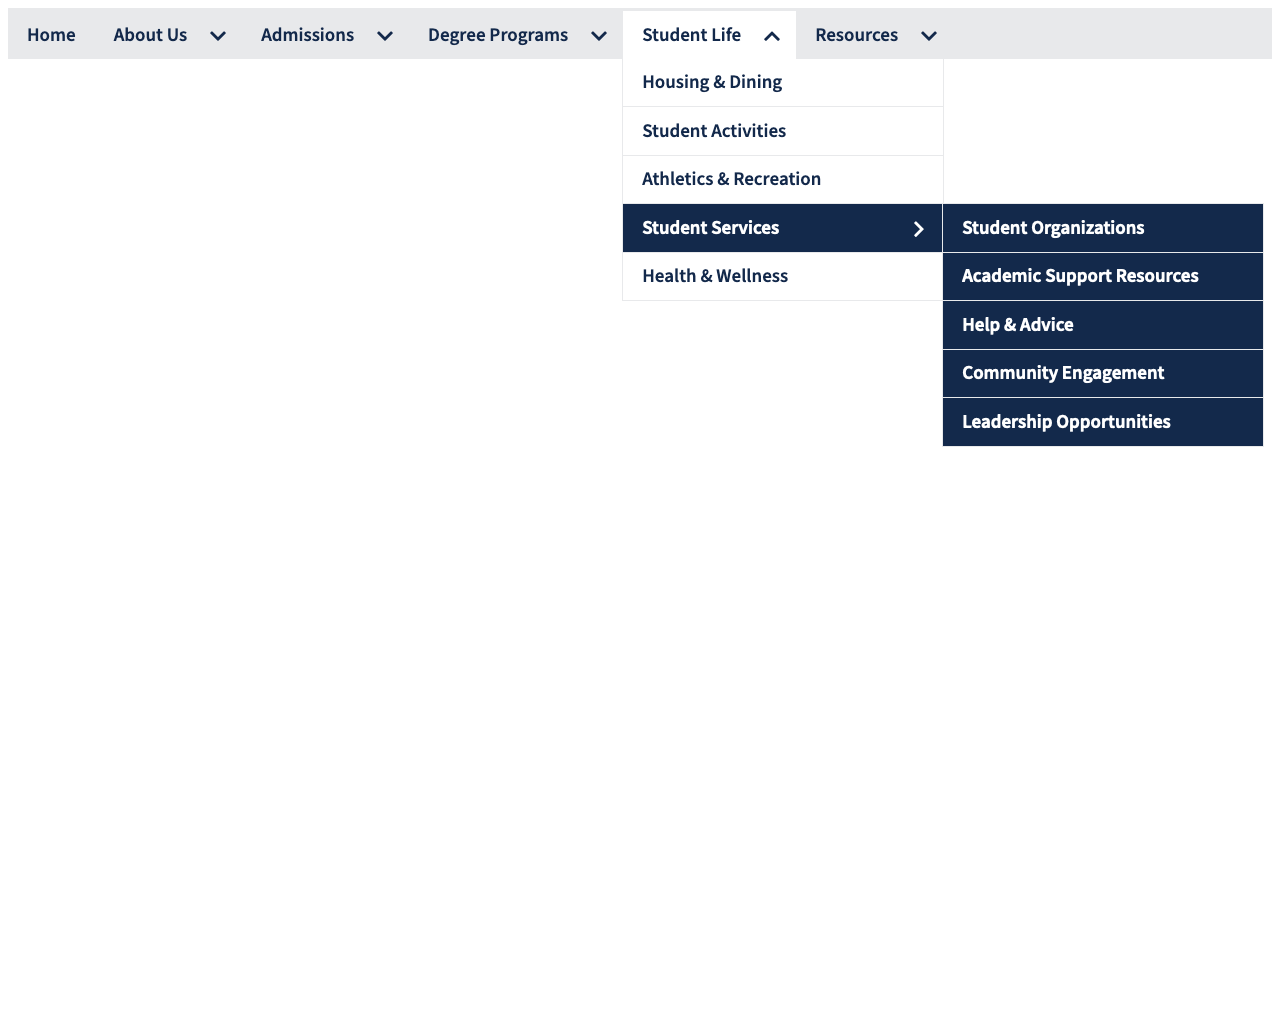 Home About Us Admissions Degree Programs Student Life Resources
Housing & Dining
Student Activities
Athletics & Recreation
Student Services
Health & Wellness
Student Organizations
Academic Support Resources
Help & Advice
Community Engagement
Leadership Opportunities